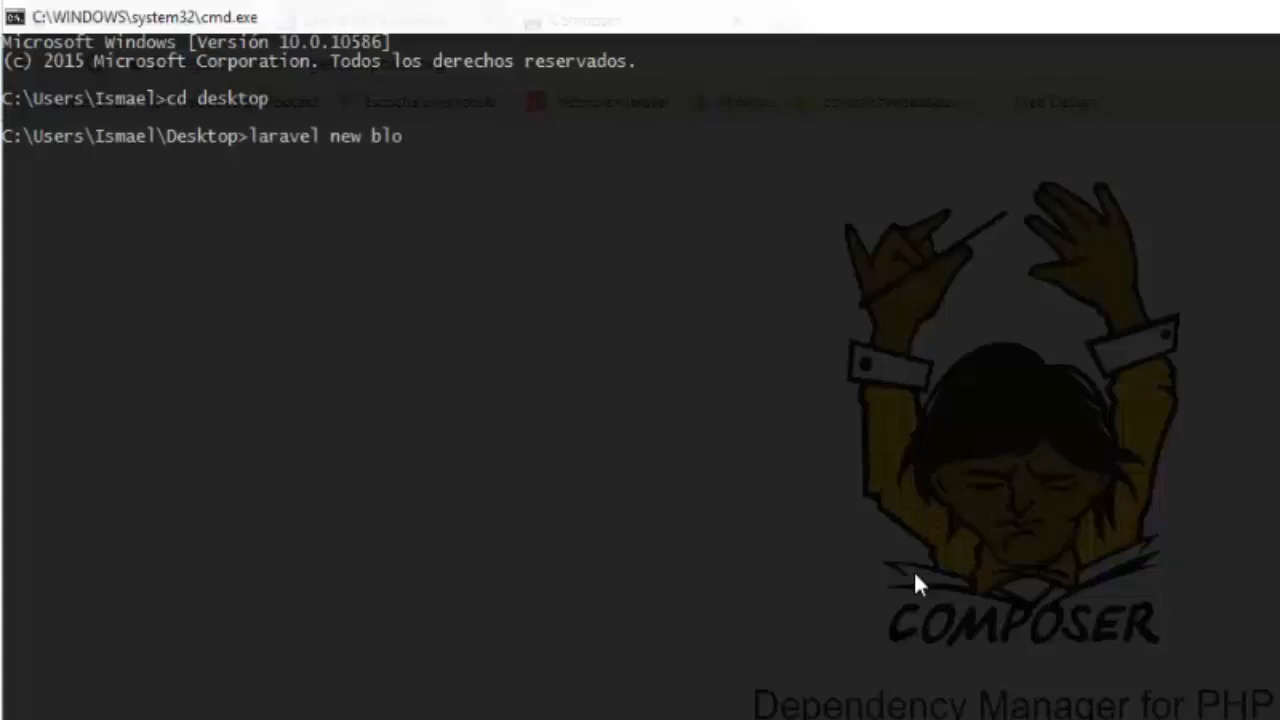 C:\WINDOWS\system32\cmd.exe
Microsoft Windows [Versión 10.0.10586]
(c) 2015 Microsoft Corporation. Todos los derechos reservados.
C:\Users\Ismael>cd desktop
C:\Users\Ismael\Desktop>laravel new blo
COMPOSER
Dependency Manager for PHP